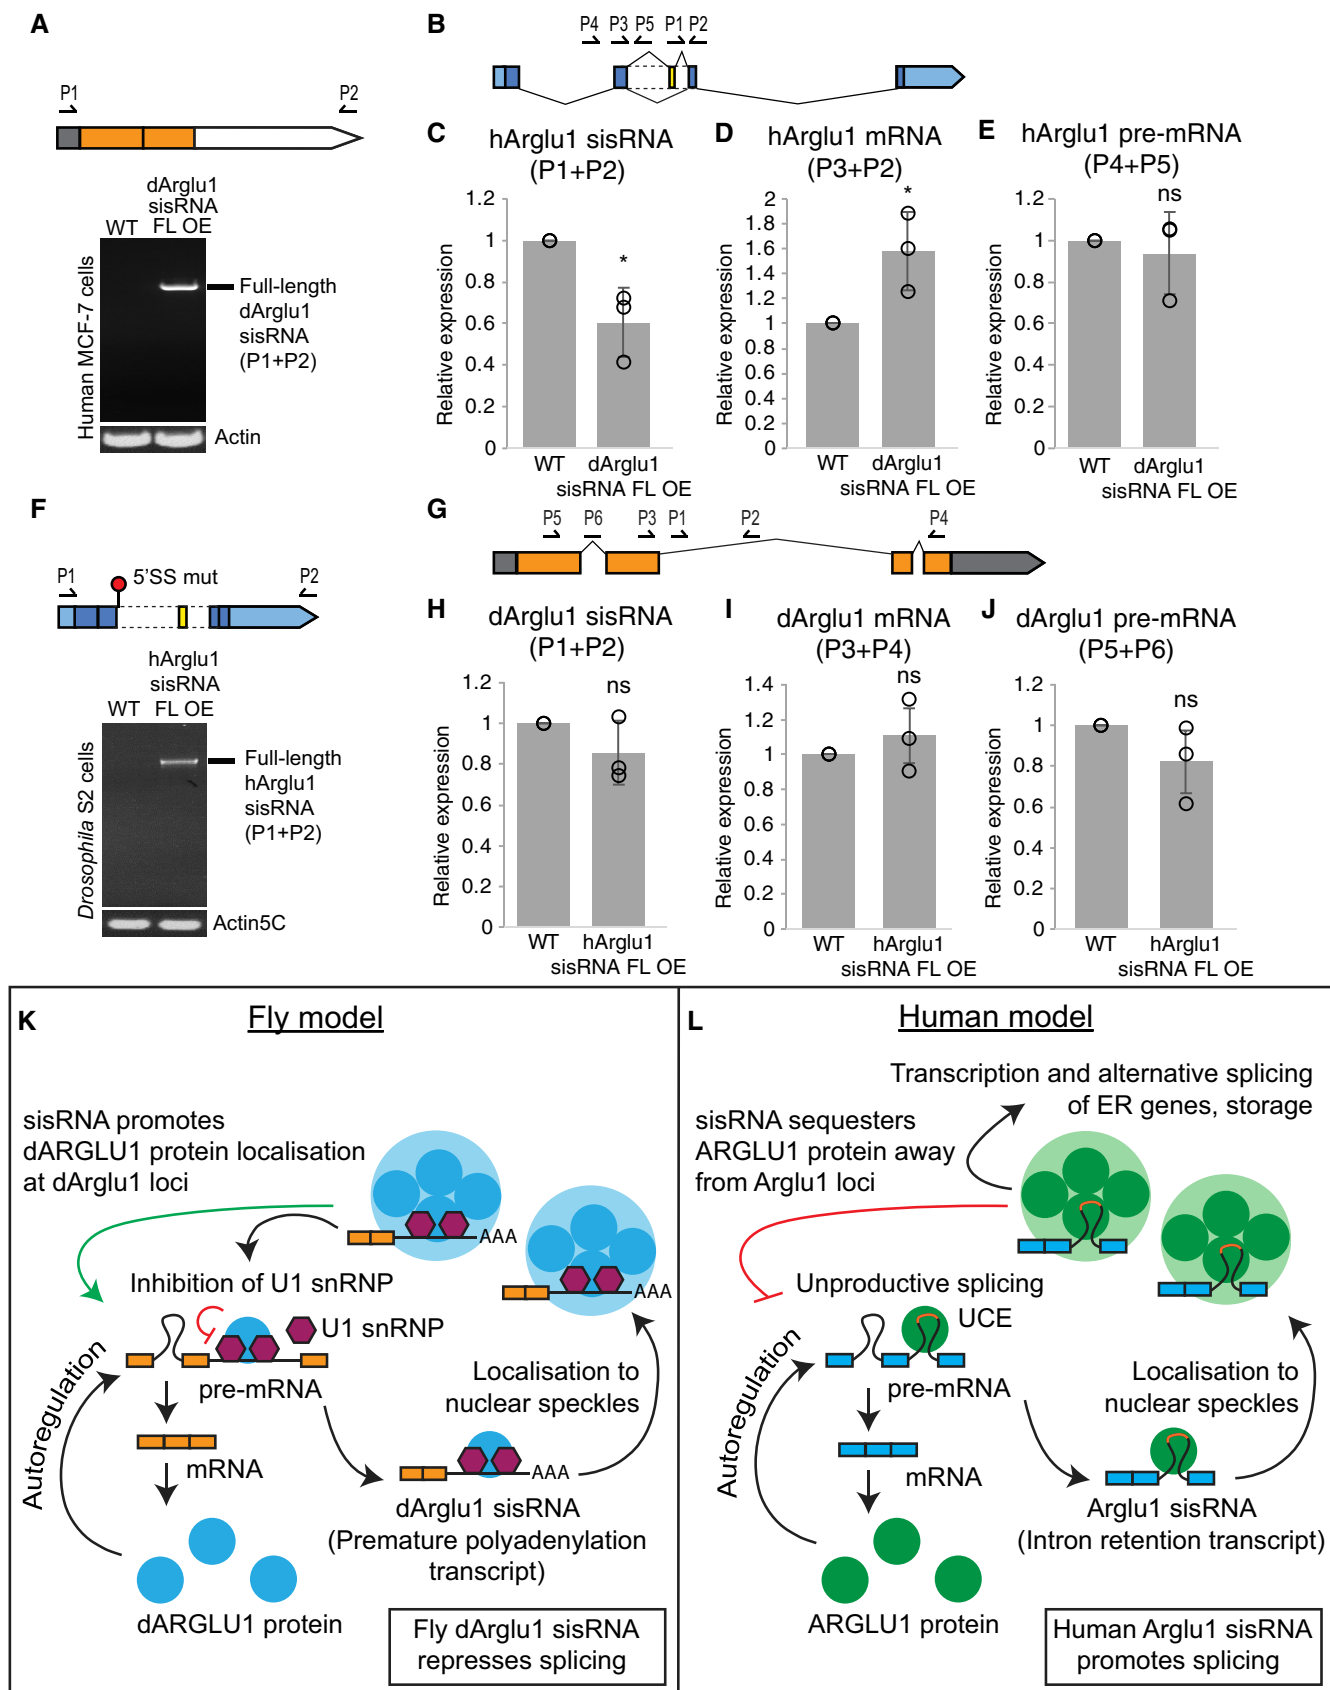 A
P1
P2
dArglu1
sisRNA
WT
FL OE
Human MCF-7 cells
Full-length
dArglu1
sisRNA
(P1+P2)
Actin
B
P4
P3
P5
P1
P2
C
hArglu1 sisRNA
(P1+P2)
Relative expression
1.2
1
0.8
0.6
0.4
0.2
0
*
WT
dArglu1
sisRNA FL OE
D
hArglu1 mRNA
(P3+P2)
Relative expression
2
1.8
1.6
1.4
1.2
1
0.8
0.6
0.4
0.2
0
*
WT
dArglu1
sisRNA FL OE
E
hArglu1 pre-mRNA
(P4+P5)
Relative expression
1.2
1
0.8
0.6
0.4
0.2
0
ns
WT
dArglu1
sisRNA FL OE
F
P1
5'SS mut
P2
hArglu1
sisRNA
WT
FL OE
Drosophila S2 cells
Full-length
hArglu1
sisRNA
(P1+P2)
Actin5C
G
P5
P6
P3
P1
P2
P4
H
dArglu1 sisRNA
(P1+P2)
Relative expression
1.2
1
0.8
0.6
0.4
0.2
0
ns
WT
hArglu1
sisRNA FL OE
I
dArglu1 mRNA
(P3+P4)
Relative expression
1.4
1.2
1
0.8
0.6
0.4
0.2
0
ns
WT
hArglu1
sisRNA FL OE
J
dArglu1 pre-mRNA
(P5+P6)
Relative expression
1.2
1
0.8
0.6
0.4
0.2
0
ns
WT
hArglu1
sisRNA FL OE
K
Fly model
sisRNA promotes
dARGLU1 protein localisation
at dArglu1 loci
AAA
AAA
Inhibition of U1 snRNP
U1 snRNP
Autoregulation
pre-mRNA
Localisation to
nuclear speckles
mRNA
AAA
dArglu1 sisRNA
(Premature polyadenylation
transcript)
dARGLU1 protein
Fly dArglu1 sisRNA
represses splicing
L
Human model
Transcription and alternative splicing
of ER genes, storage
sisRNA sequesters
ARGLU1 protein away
from Arglu1 loci
Unproductive splicing
UCE
Autoregulation
pre-mRNA
Localisation to
nuclear speckles
mRNA
Arglu1 sisRNA
(Intron retention transcript)
ARGLU1 protein
Human Arglu1 sisRNA
promotes splicing